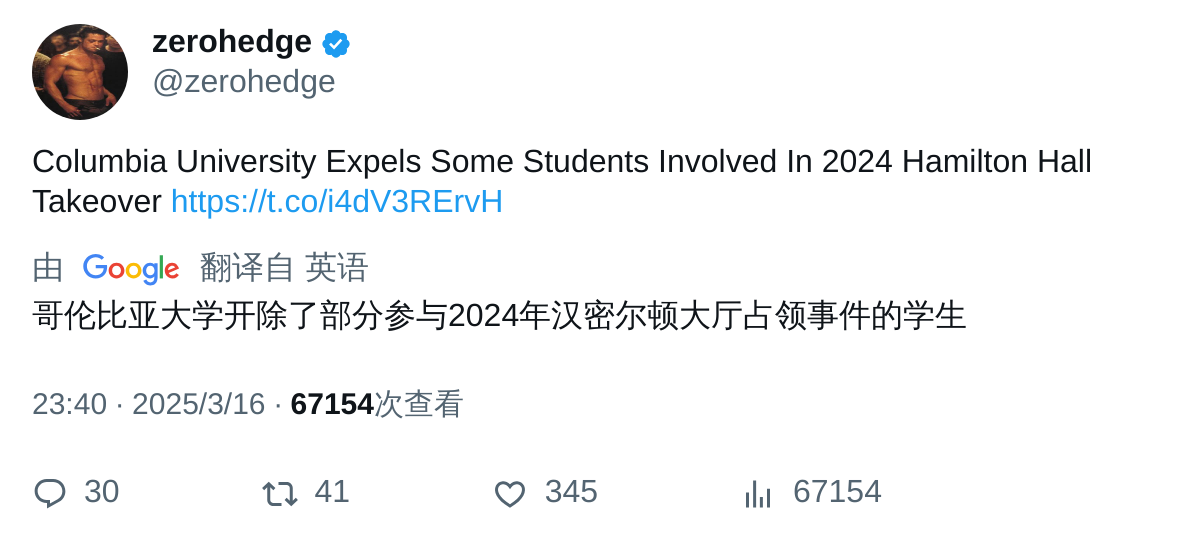 zerohedge
@zerohedge
Columbia University Expels Some Students Involved In 2024 Hamilton Hall
Takeover https://t.co/i4dV3RErvH
由 Google 翻译自 英语
哥伦比亚大学开除了部分参与2024年汉密尔顿大厅占领事件的学生
23:40 · 2025/3/16 · 67154次查看
30 41 345 67154